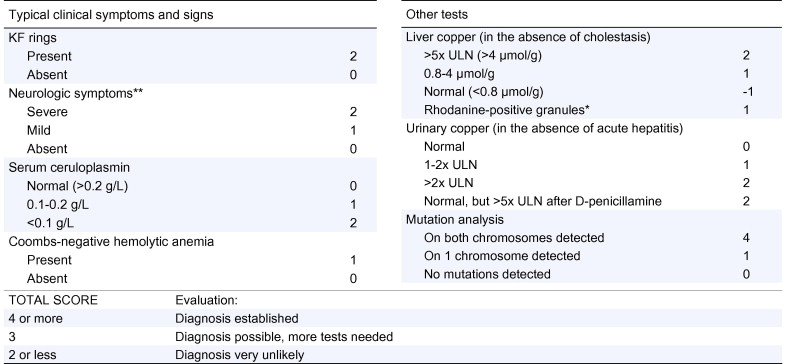 Typical clinical symptoms and signs
KF rings
Present 2
Absent 0
Neurologic symptoms**
Severe 2
Mild 1
Absent 0
Serum ceruloplasmin
Normal (>0.2 g/L) 0
0.1-0.2 g/L 1
<0.1 g/L 2
Coombs-negative hemolytic anemia
Present 1
Absent 0
Other tests
Liver copper (in the absence of cholestasis)
>5x ULN (>4 µmol/g) 2
0.8-4 µmol/g 1
Normal (<0.8 µmol/g) -1
Rhodanine-positive granules* 1
Urinary copper (in the absence of acute hepatitis)
Normal 0
1-2x ULN 1
>2x ULN 2
Normal, but >5x ULN after D-penicillamine 2
Mutation analysis
On both chromosomes detected 4
On 1 chromosome detected 1
No mutations detected 0
TOTAL SCORE Evaluation:
4 or more Diagnosis established
3 Diagnosis possible, more tests needed
2 or less Diagnosis very unlikely